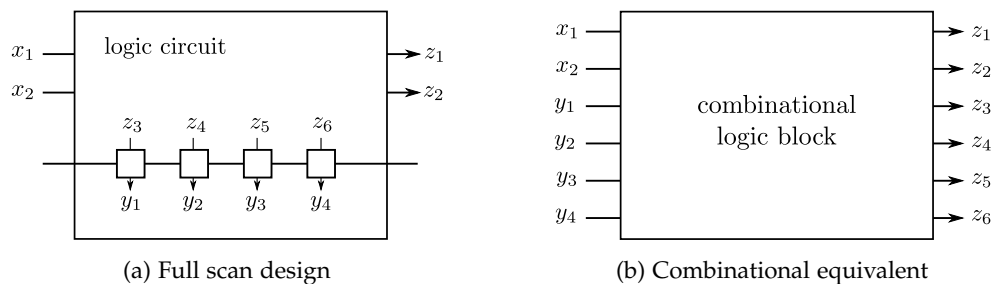 logic circuit
x₁
x₂
z₁
z₂
z₃ z₄ z₅ z₆
y₁ y₂ y₃ y₄
(a) Full scan design
x₁
x₂
y₁
y₂
y₃
y₄
combinational
logic block
z₁
z₂
z₃
z₄
z₅
z₆
(b) Combinational equivalent